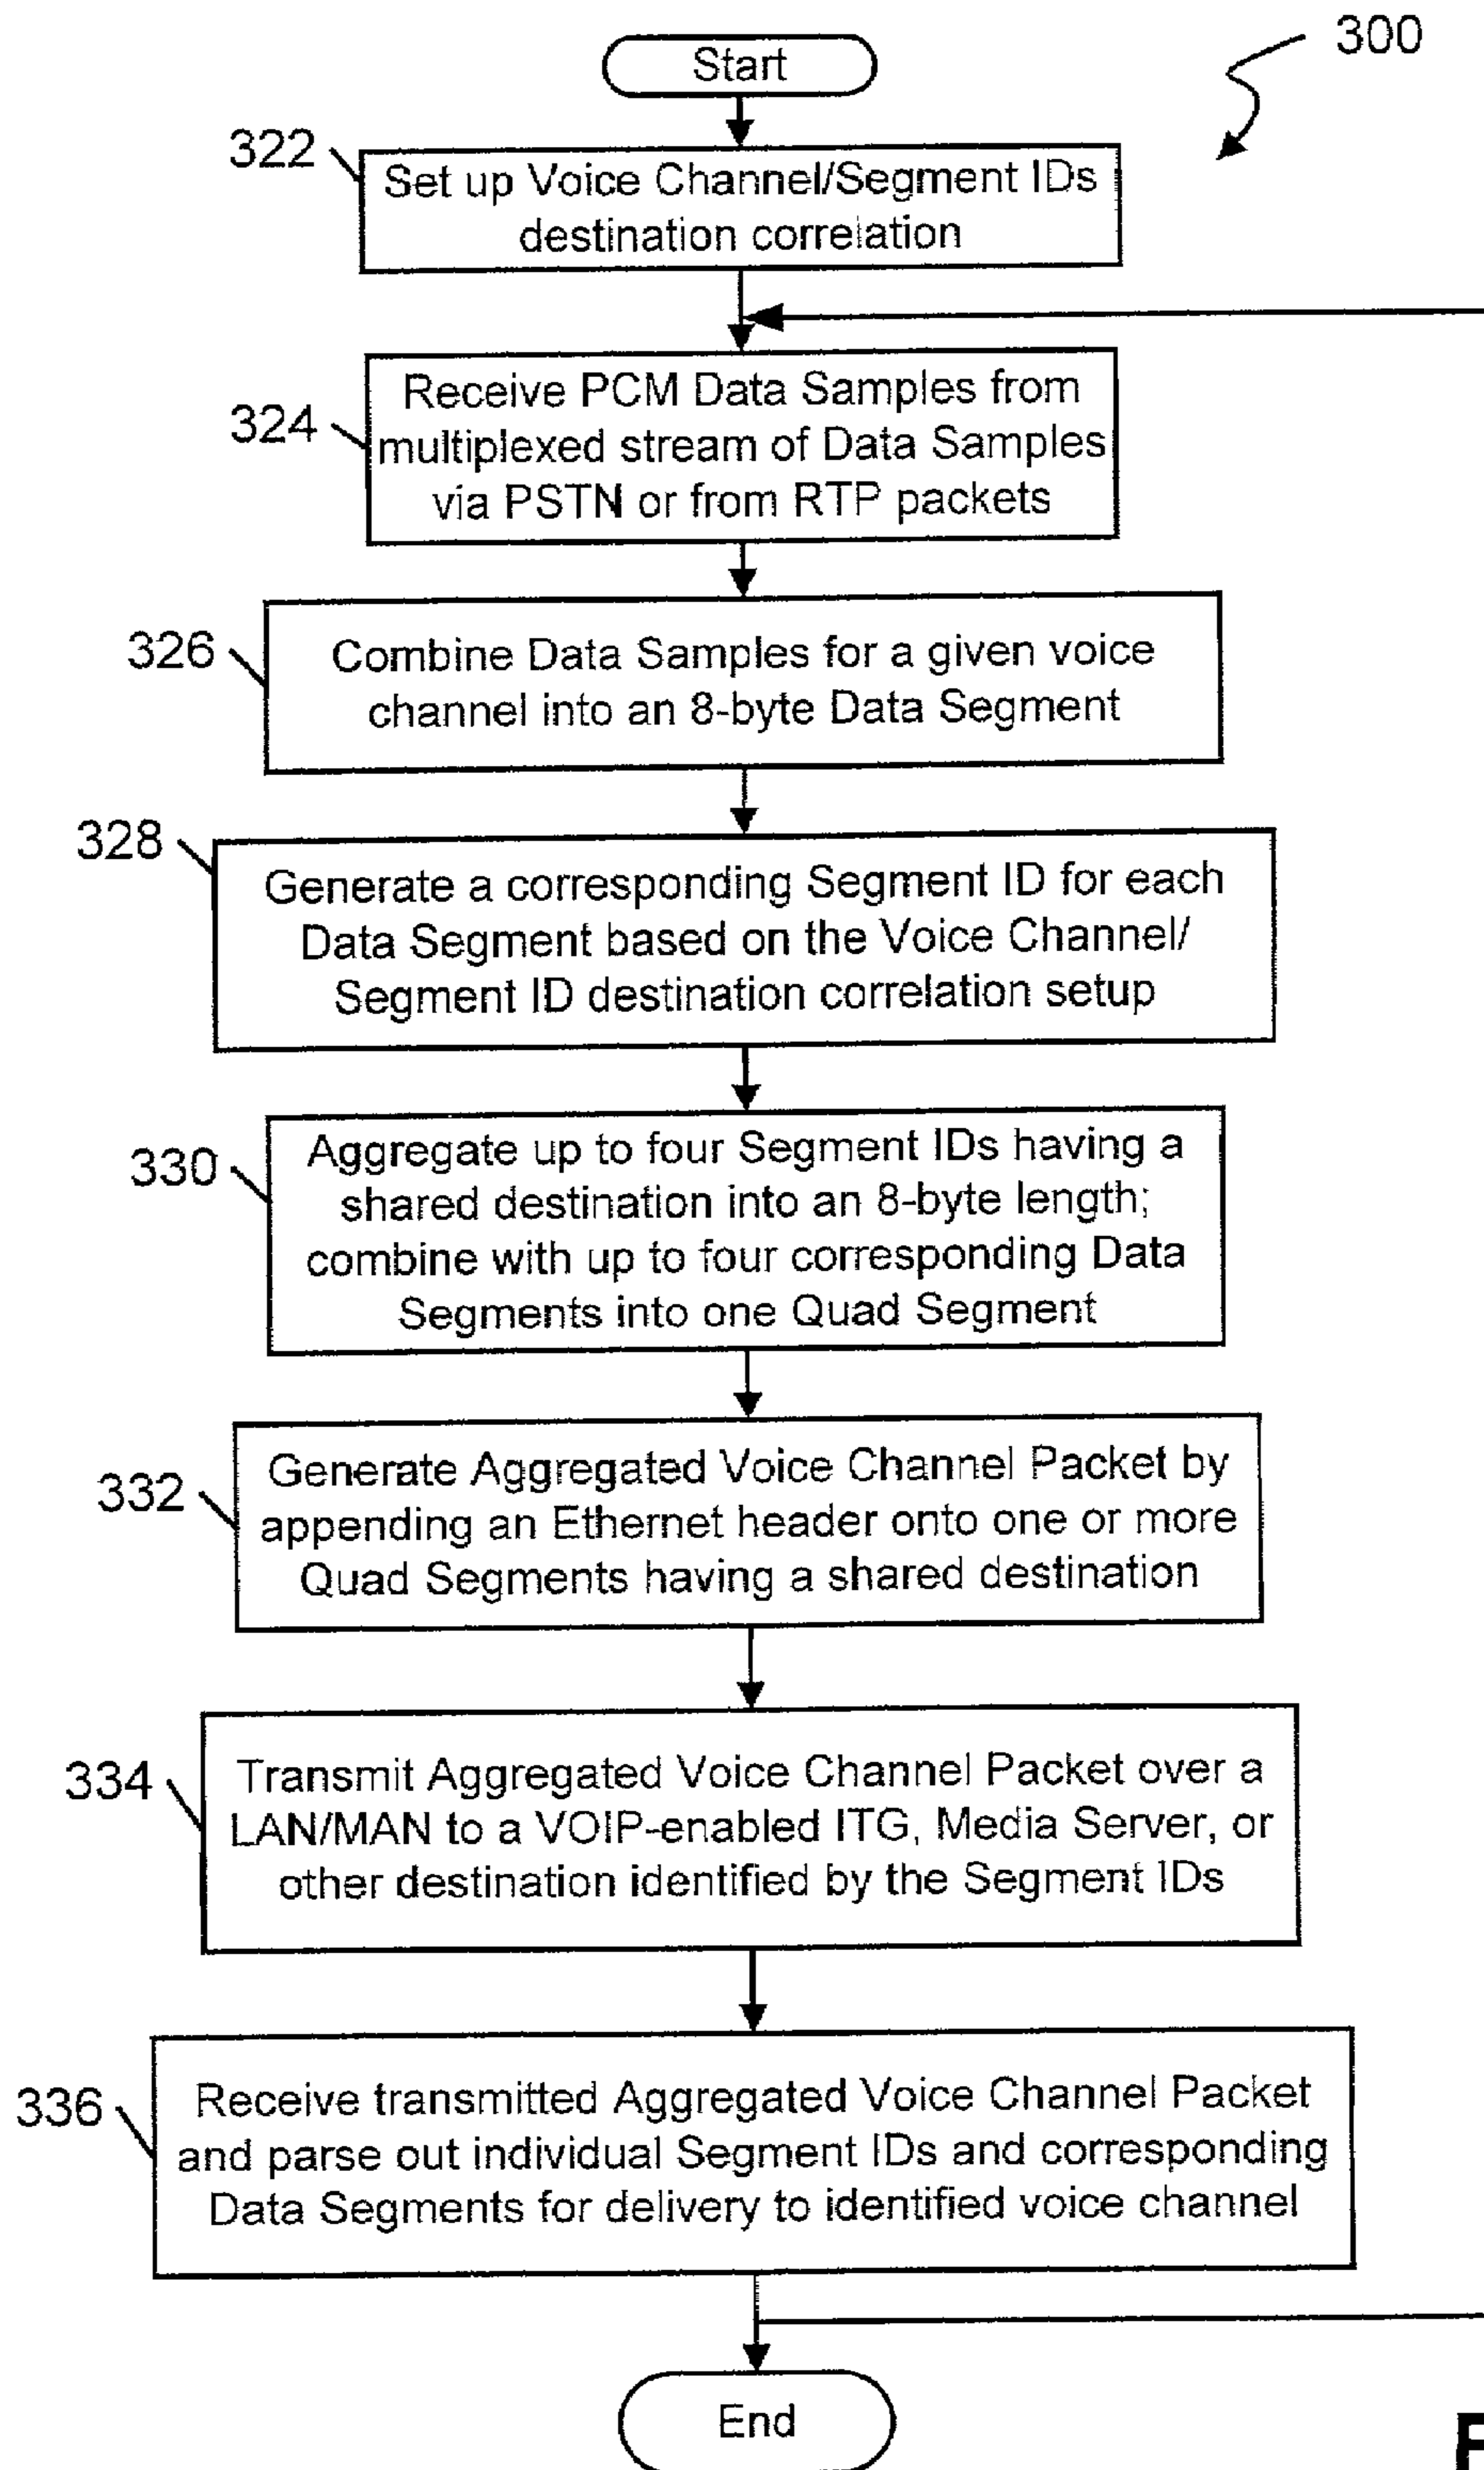 300
Start
322
Set up Voice Channel/Segment IDs
destination correlation
324
Receive PCM Data Samples from
multiplexed stream of Data Samples
via PSTN or from RTP packets
326
Combine Data Samples for a given voice
channel into an 8-byte Data Segment
328
Generate a corresponding Segment ID for each
Data Segment based on the Voice Channel/
Segment ID destination correlation setup
330
Aggregate up to four Segment IDs having a
shared destination into an 8-byte length;
combine with up to four corresponding Data
Segments into one Quad Segment
332
Generate Aggregated Voice Channel Packet by
appending an Ethernet header onto one or more
Quad Segments having a shared destination
334
Transmit Aggregated Voice Channel Packet over a
LAN/MAN to a VOIP-enabled ITG, Media Server, or
other destination identified by the Segment IDs
336
Receive transmitted Aggregated Voice Channel Packet
and parse out individual Segment IDs and corresponding
Data Segments for delivery to identified voice channel
End